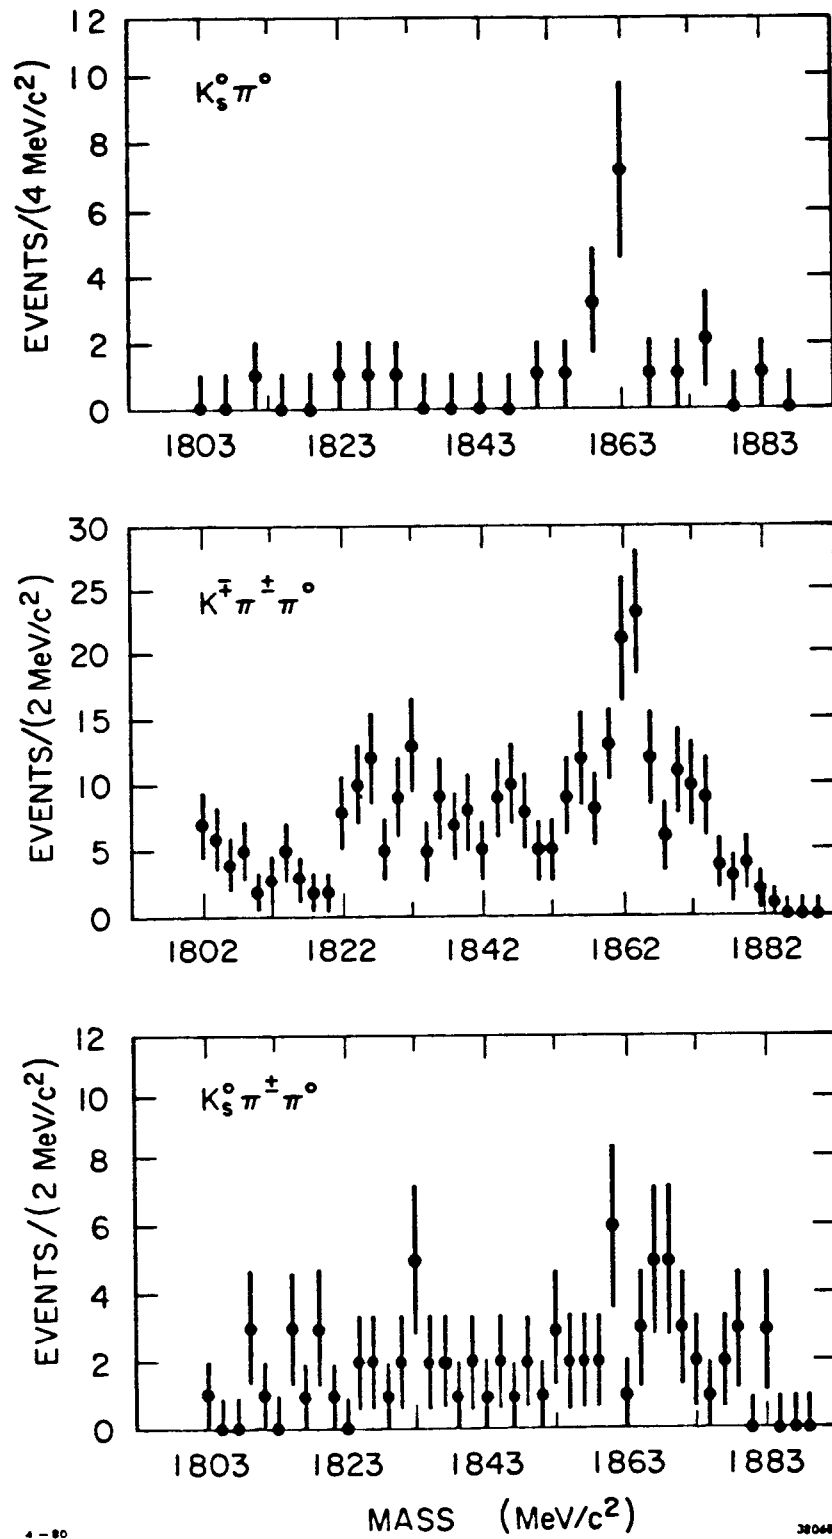 12
10
8
6
4
2
0
EVENTS/(4 MeV/c²)
K_s^o π^o
1803 1823 1843 1863 1883
30
25
20
15
10
5
0
EVENTS/(2 MeV/c²)
K^∓ π^± π^o
1802 1822 1842 1862 1882
12
10
8
6
4
2
0
EVENTS/(2 MeV/c²)
K_s^o π^± π^o
1803 1823 1843 1863 1883
MASS (MeV/c²)
4-80